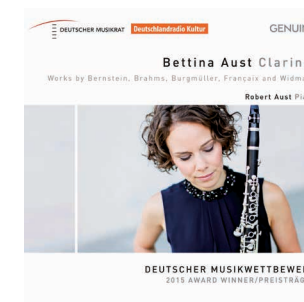 DEUTSCHER MUSIKRAT Deutschlandradio Kultur GENUI
Bettina Aust Clarin
Works by Bernstein, Brahms, Burgmüller, Françaix and Widma
Robert Aust Pi
DEUTSCHER MUSIKWETTBEWE
2015 AWARD WINNER/PREISTRÄG